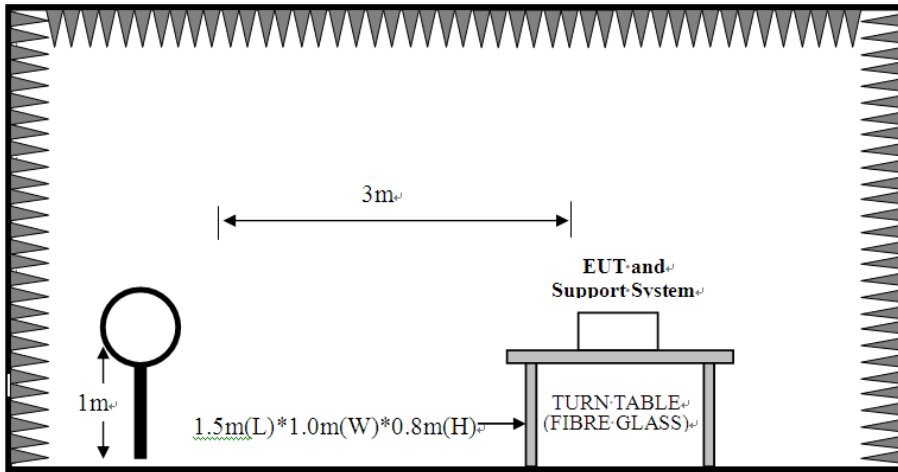 3m
EUT and
Support System
1m
1.5m(L)*1.0m(W)*0.8m(H)
TURN TABLE
(FIBRE GLASS)